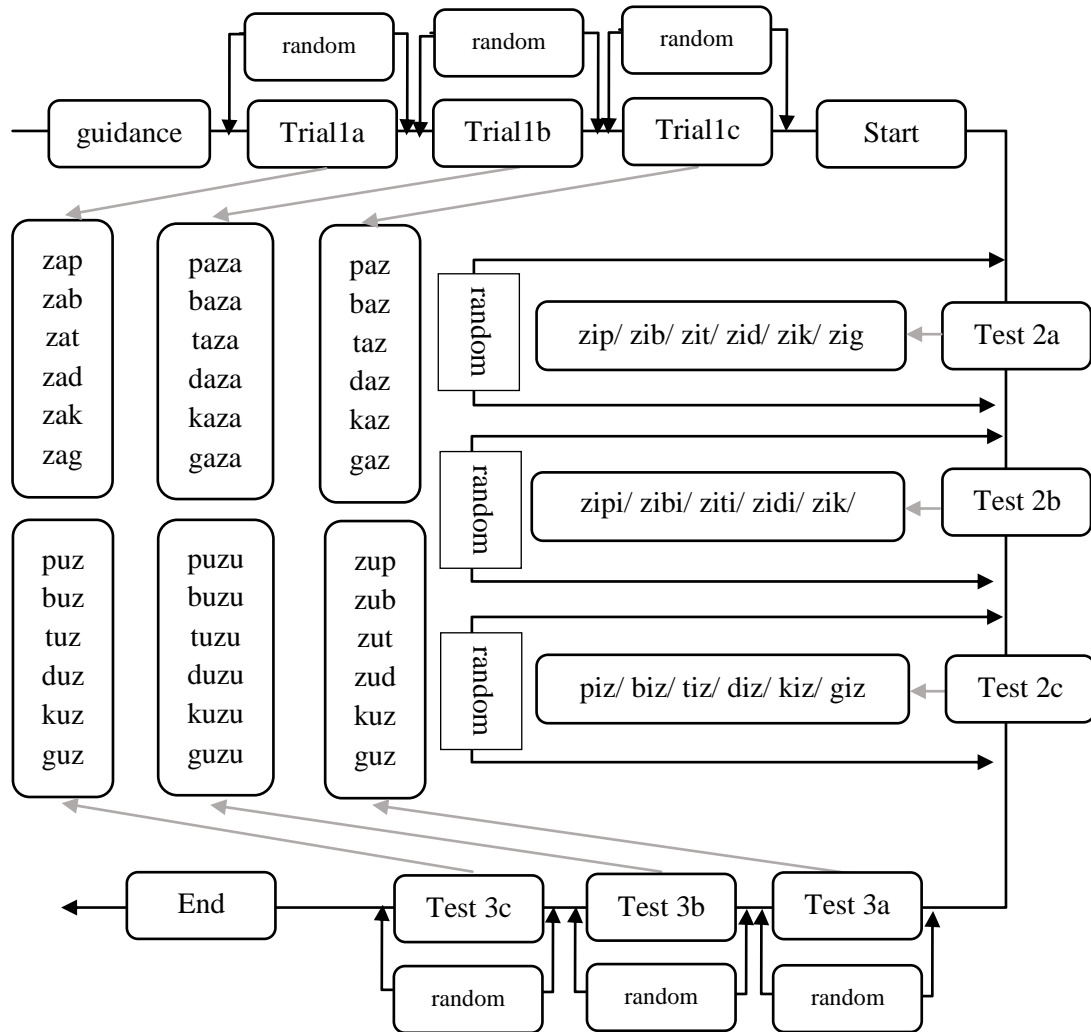 random
random
random
guidance
Trial1a
Trial1b
Trial1c
Start
zap
zab
zat
zad
zak
zag
paza
baza
taza
daza
kaza
gaza
paz
baz
taz
daz
kaz
gaz
random
zip/ zib/ zit/ zid/ zik/ zig
Test 2a
random
zipi/ zibi/ ziti/ zidi/ zik/
Test 2b
random
piz/ biz/ tiz/ diz/ kiz/ giz
Test 2c
puz
buz
tuz
duz
kuz
guz
puzu
buzu
tuzu
duzu
kuzu
guzu
zup
zub
zut
zud
kuz
guz
End
Test 3c
Test 3b
Test 3a
random
random
random